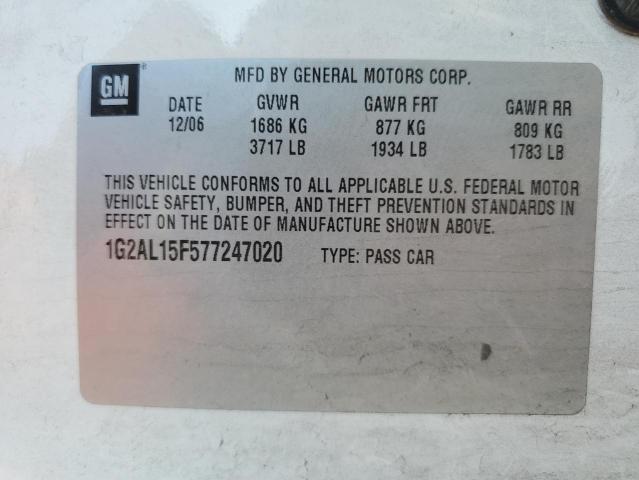 GM ®
MFD BY GENERAL MOTORS CORP.
DATE GVWR GAWR FRT GAWR RR
12/06 1686 KG 877 KG 809 KG
3717 LB 1934 LB 1783 LB
THIS VEHICLE CONFORMS TO ALL APPLICABLE U.S. FEDERAL MOTOR
VEHICLE SAFETY, BUMPER, AND THEFT PREVENTION STANDARDS IN
EFFECT ON THE DATE OF MANUFACTURE SHOWN ABOVE.
1G2AL15F577247020 TYPE: PASS CAR